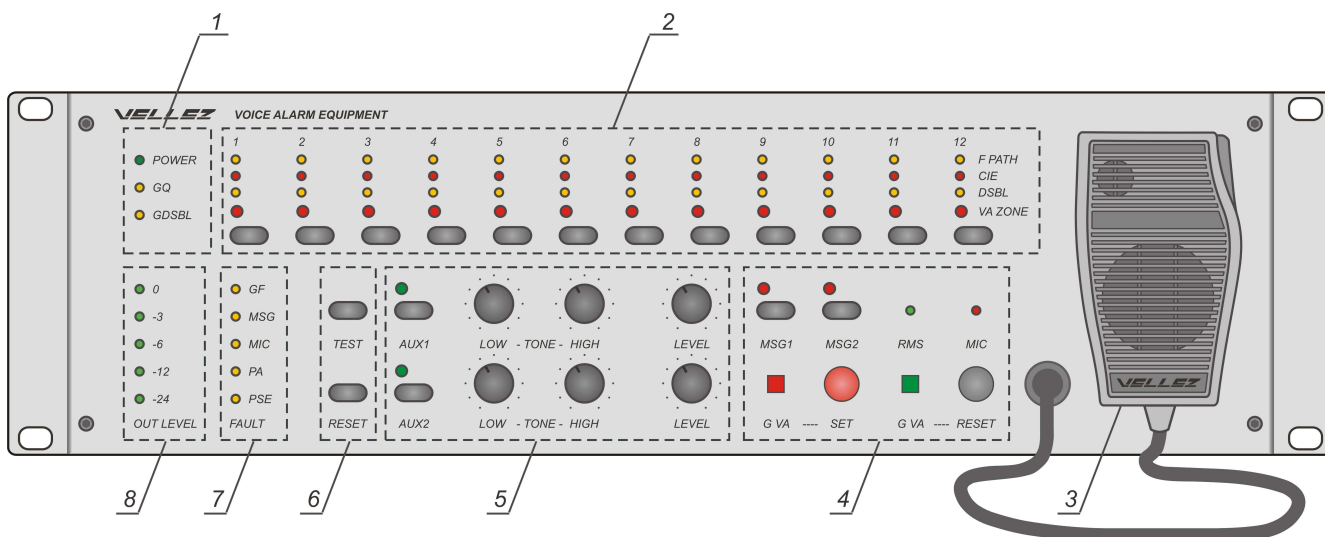 1 2
VELLEZ VOICE ALARM EQUIPMENT
1 2 3 4 5 6 7 8 9 10 11 12
POWER
GQ
GDSBL
F PATH
CIE
DSBL
VA ZONE
0
-3
-6
-12
-24
OUT LEVEL
GF
MSG
MIC
PA
PSE
FAULT
TEST
RESET
AUX1 LOW - TONE - HIGH LEVEL
AUX2 LOW - TONE - HIGH LEVEL
MSG1 MSG2 RMS MIC
G VA ---- SET G VA ---- RESET
VELLEZ
8 7 6 5 4 3